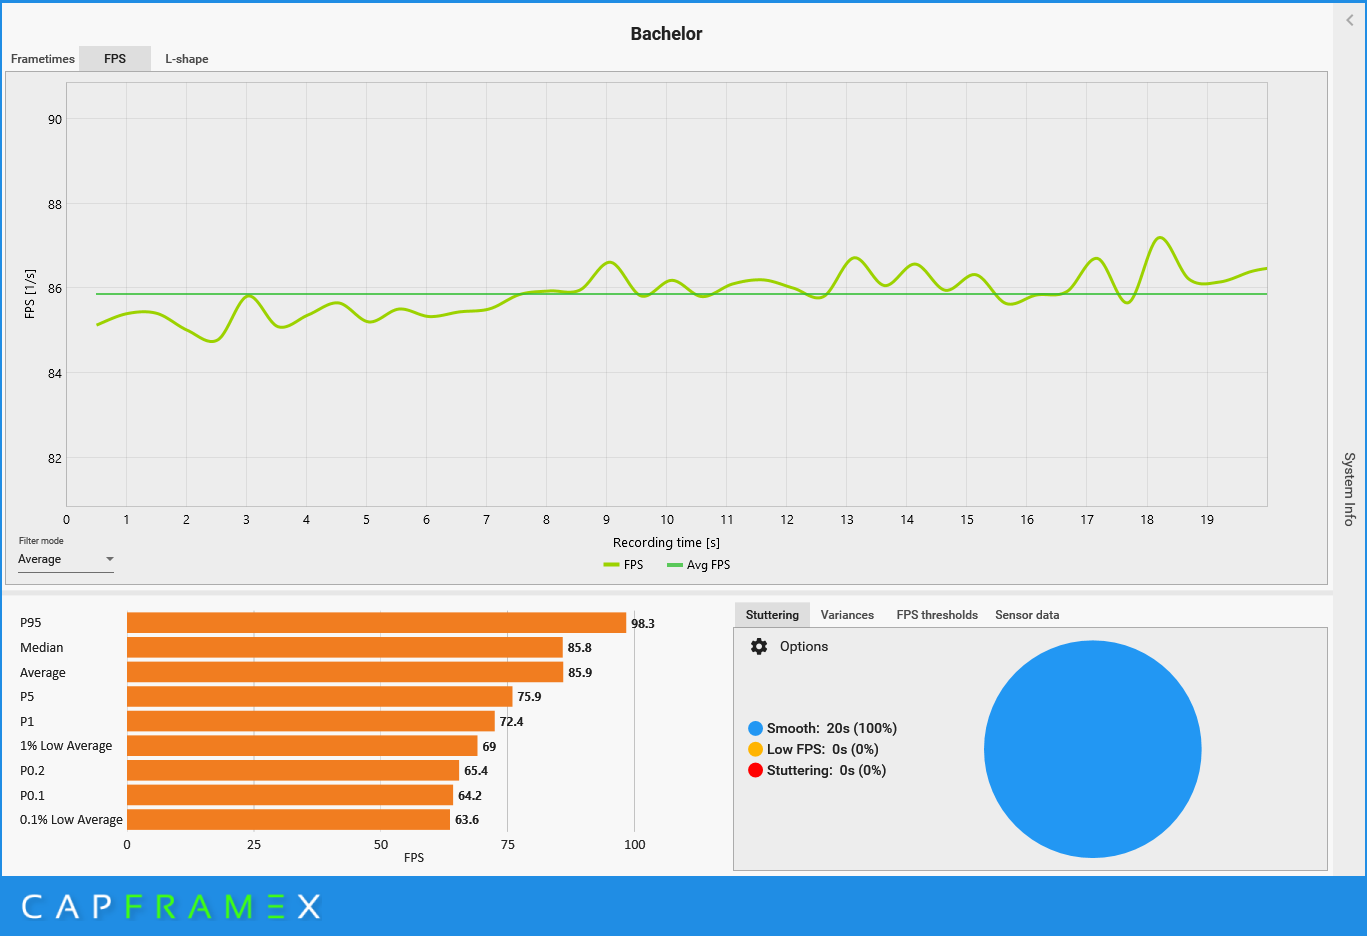 Bachelor
Frametimes FPS L-shape
90
88
86
84
82
FPS [1/s]
0 1 2 3 4 5 6 7 8 9 10 11 12 13 14 15 16 17 18 19
Recording time [s]
FPS Avg FPS
Filter mode
Average
System Info
P95 98.3
Median 85.8
Average 85.9
P5 75.9
P1 72.4
1% Low Average 69
P0.2 65.4
P0.1 64.2
0.1% Low Average 63.6
0 25 50 75 100
FPS
Stuttering Variances FPS thresholds Sensor data
Options
Smooth: 20s (100%)
Low FPS: 0s (0%)
Stuttering: 0s (0%)
CAPFRAMEX